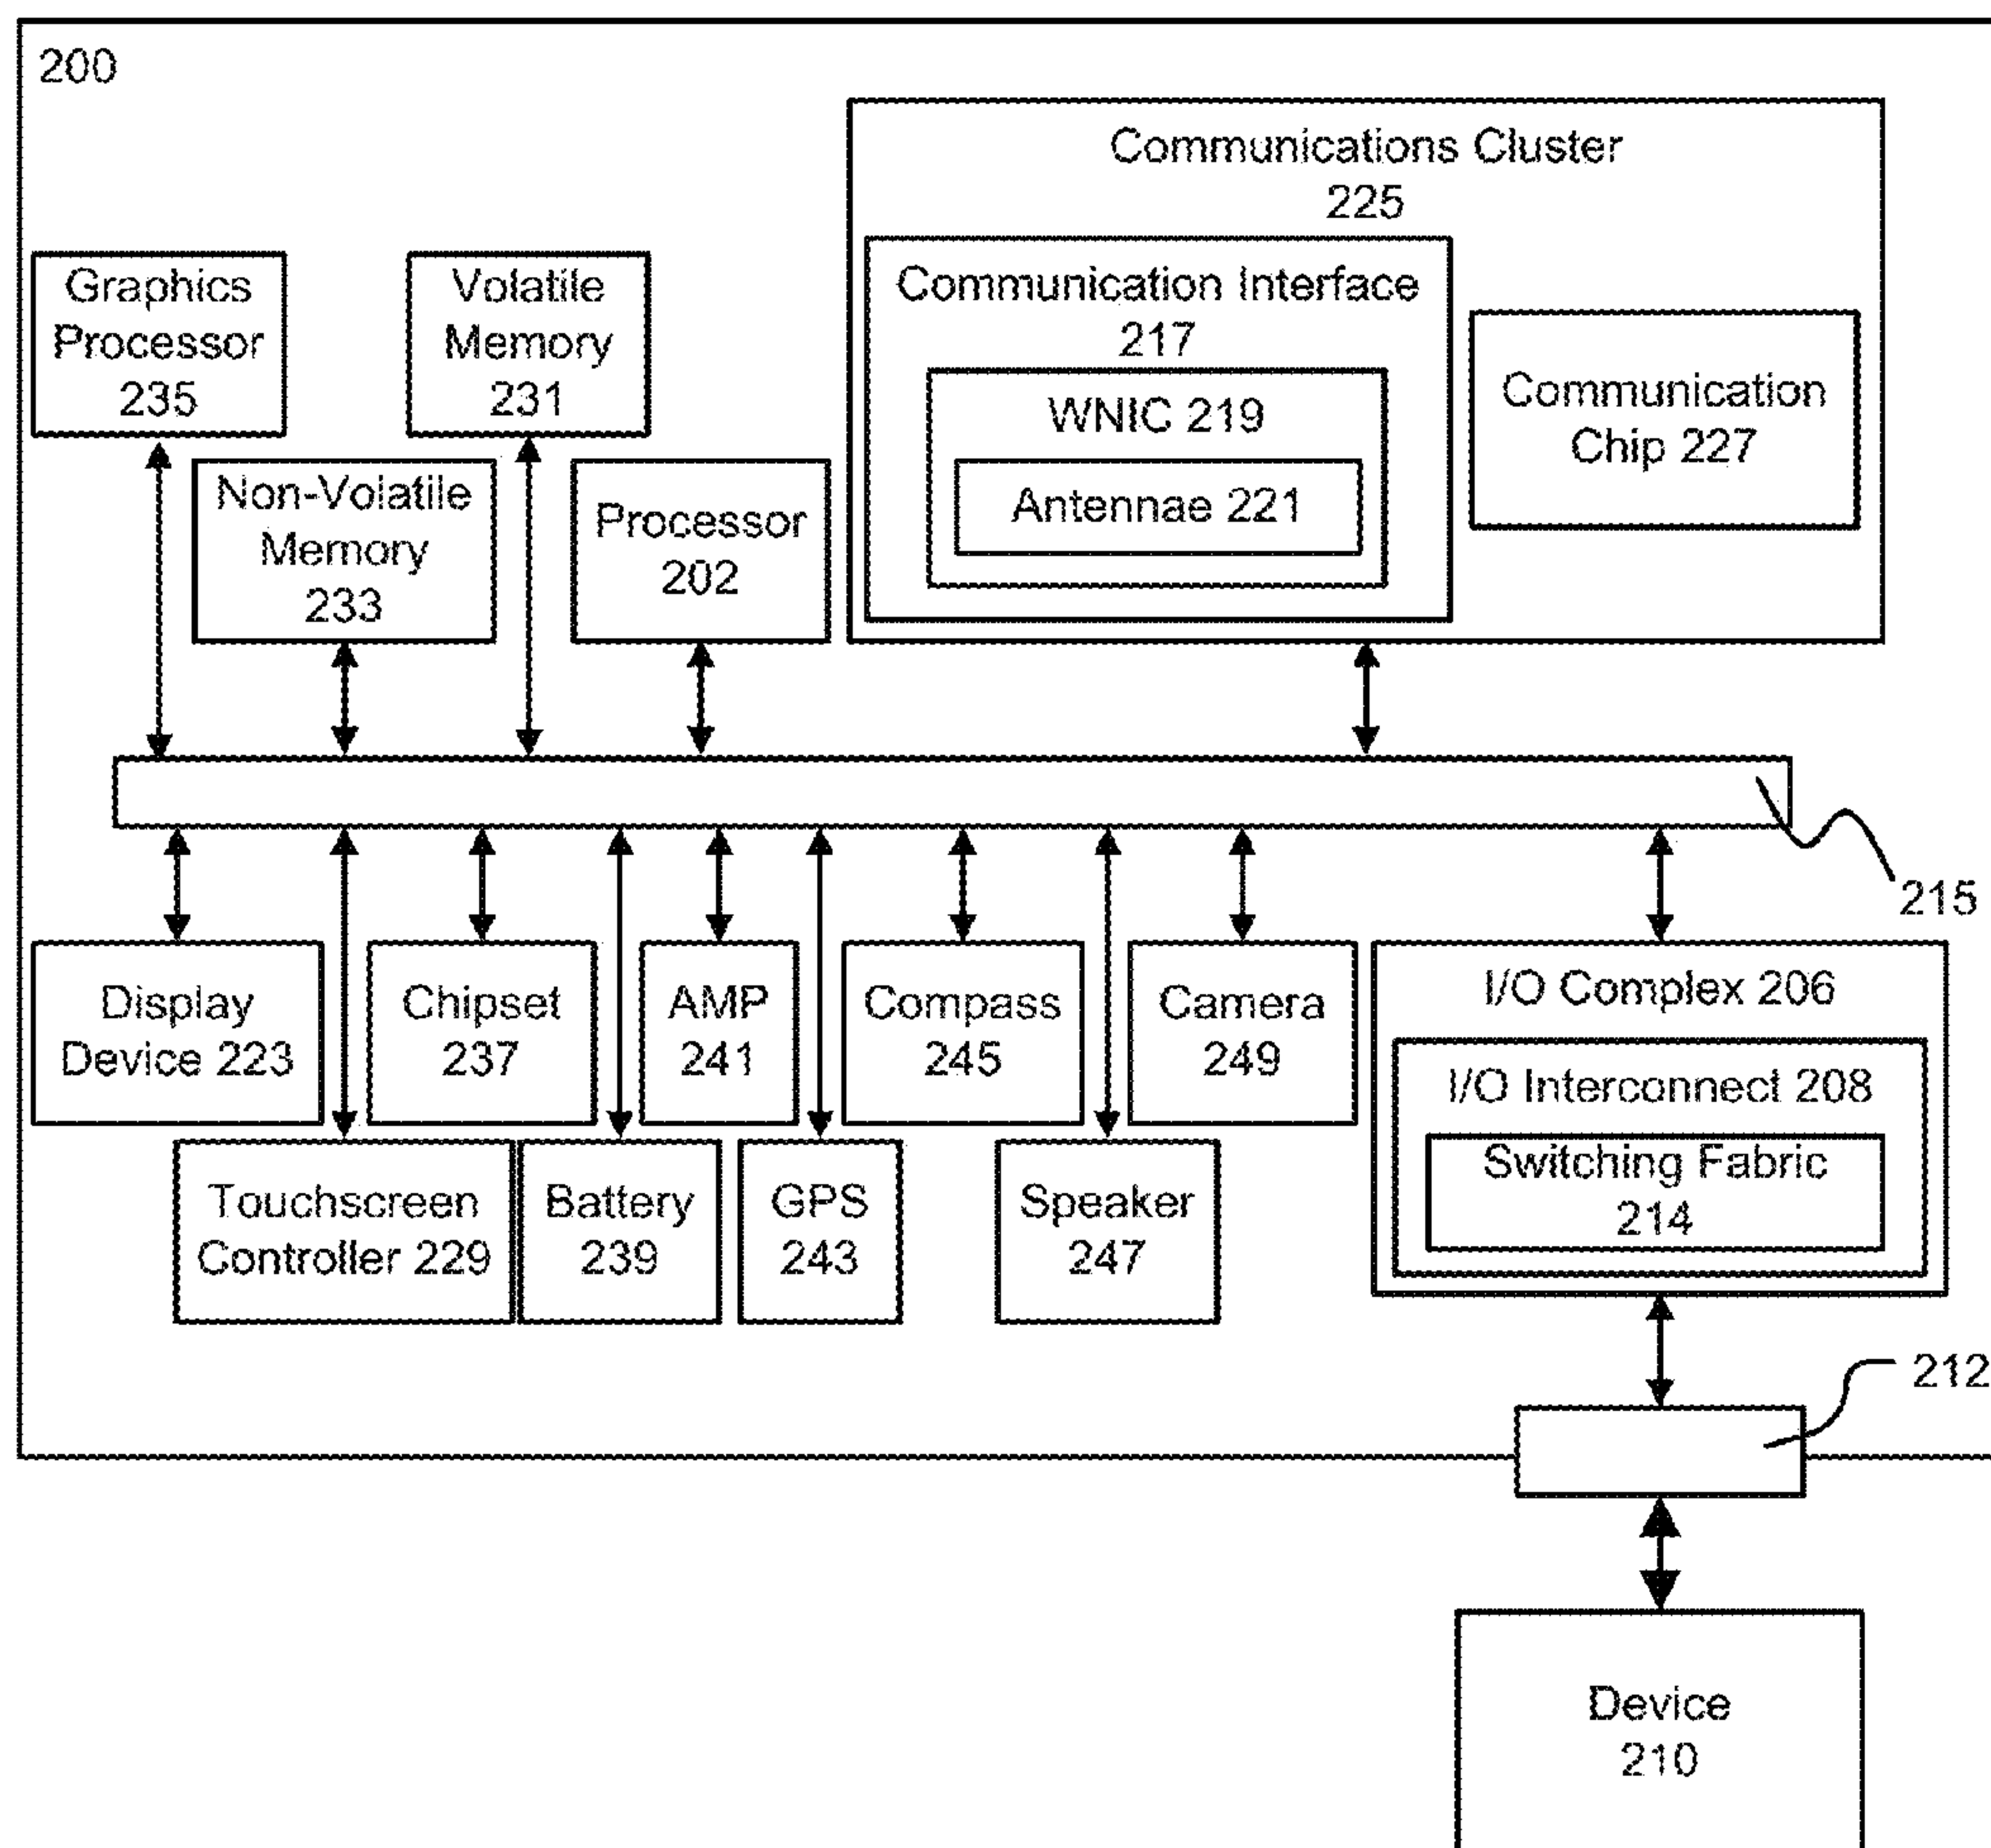 200
Communications Cluster
225
Communication Interface
217
WNIC 219
Antennae 221
Communication
Chip 227
Graphics
Processor
235
Volatile
Memory
231
Non-Volatile
Memory
233
Processor
202
215
Display
Device 223
Chipset
237
AMP
241
Compass
245
Camera
249
I/O Complex 206
I/O Interconnect 208
Switching Fabric
214
Touchscreen
Controller 229
Battery
239
GPS
243
Speaker
247
212
Device
210